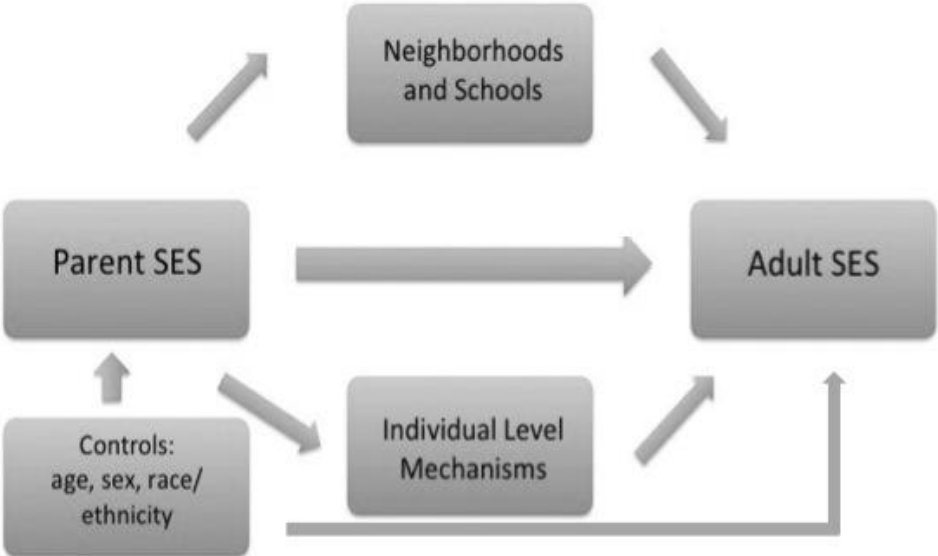 Neighborhoods
and Schools
Parent SES
Adult SES
Individual Level
Mechanisms
Controls:
age, sex, race/
ethnicity